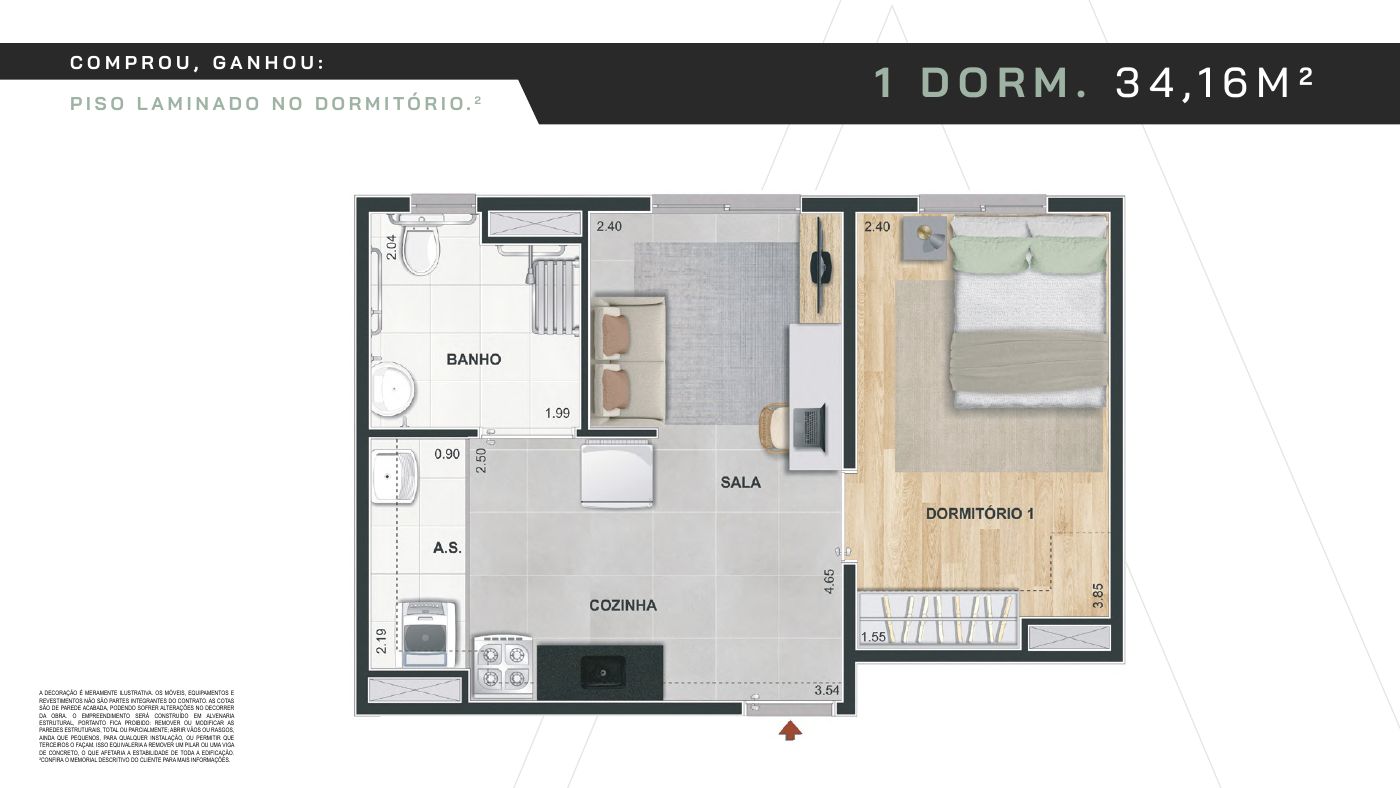 COMPROU, GANHOU:
PISO LAMINADO NO DORMITÓRIO.²
1 DORM. 34,16M²
2.04
2.40
2.40
BANHO
1.99
0.90
2.50
SALA
DORMITÓRIO 1
A.S.
4.65
COZINHA
3.85
2.19
1.55
3.54
A DECORAÇÃO É MERAMENTE ILUSTRATIVA. OS MÓVEIS, EQUIPAMENTOS E
REVESTIMENTOS NÃO SÃO PARTES INTEGRANTES DO CONTRATO. AS COTAS
SÃO DE PAREDE ACABADA, PODENDO SOFRER ALTERAÇÕES NO DECORRER
DA OBRA. O EMPREENDIMENTO SERÁ CONSTRUÍDO EM ALVENARIA
ESTRUTURAL, PORTANTO FICA PROIBIDO: REMOVER OU MODIFICAR AS
PAREDES ESTRUTURAIS, TOTAL OU PARCIALMENTE; ABRIR VÃOS OU RASGOS,
AINDA QUE PEQUENOS, PARA QUALQUER INSTALAÇÃO, OU PERMITIR QUE
TERCEIROS O FAÇAM, ISSO EQUIVALERIA A REMOVER UM PILAR OU UMA VIGA
DE CONCRETO, O QUE AFETARIA A ESTABILIDADE DE TODA A EDIFICAÇÃO.
²CONFIRA O MEMORIAL DESCRITIVO DO CLIENTE PARA MAIS INFORMAÇÕES.